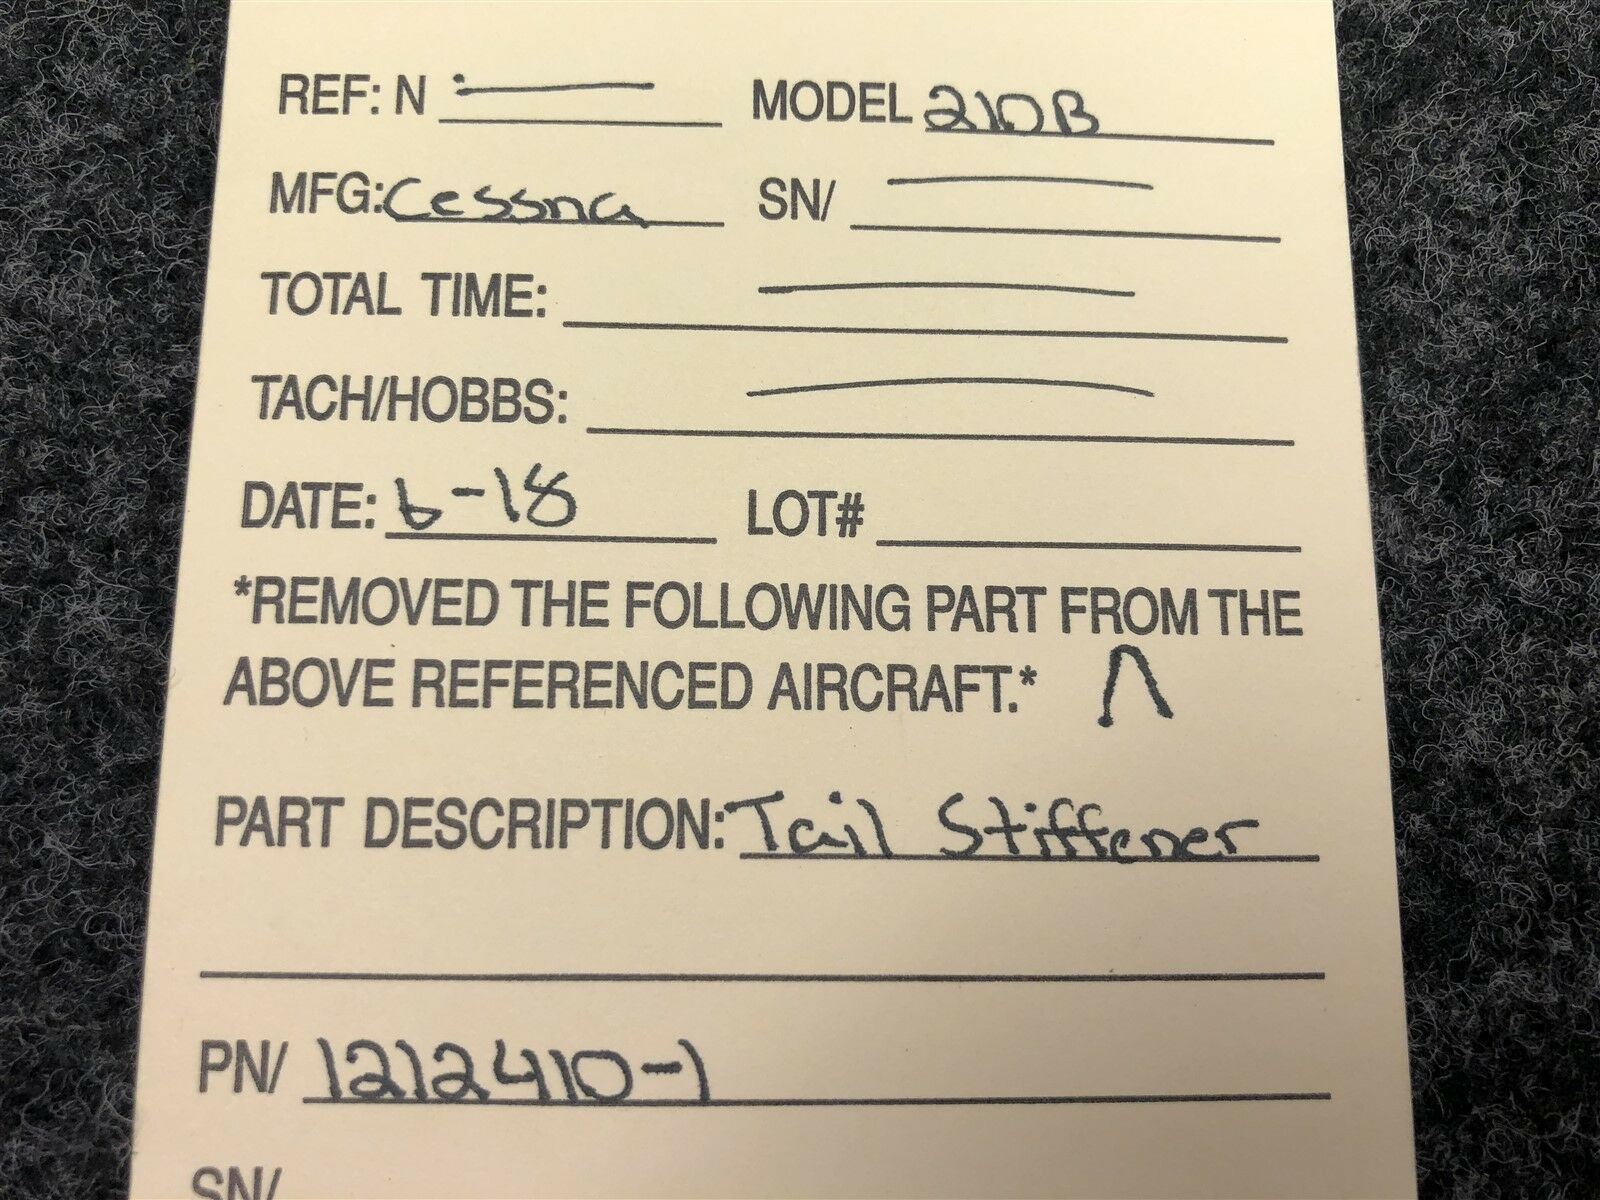 REF: N — MODEL 210B
MFG: Cessna SN/ —
TOTAL TIME: —
TACH/HOBBS: —
DATE: 6-18 LOT#
*REMOVED THE FOLLOWING PART FROM THE
ABOVE REFERENCED AIRCRAFT.*
PART DESCRIPTION: Tail Stiffener
PN/ 1212410-1
SN/